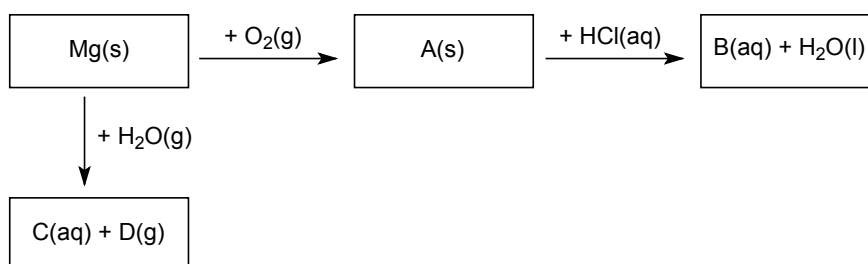 Mg(s)
+ O₂(g)
A(s)
+ HCl(aq)
B(aq) + H₂O(l)
+ H₂O(g)
C(aq) + D(g)